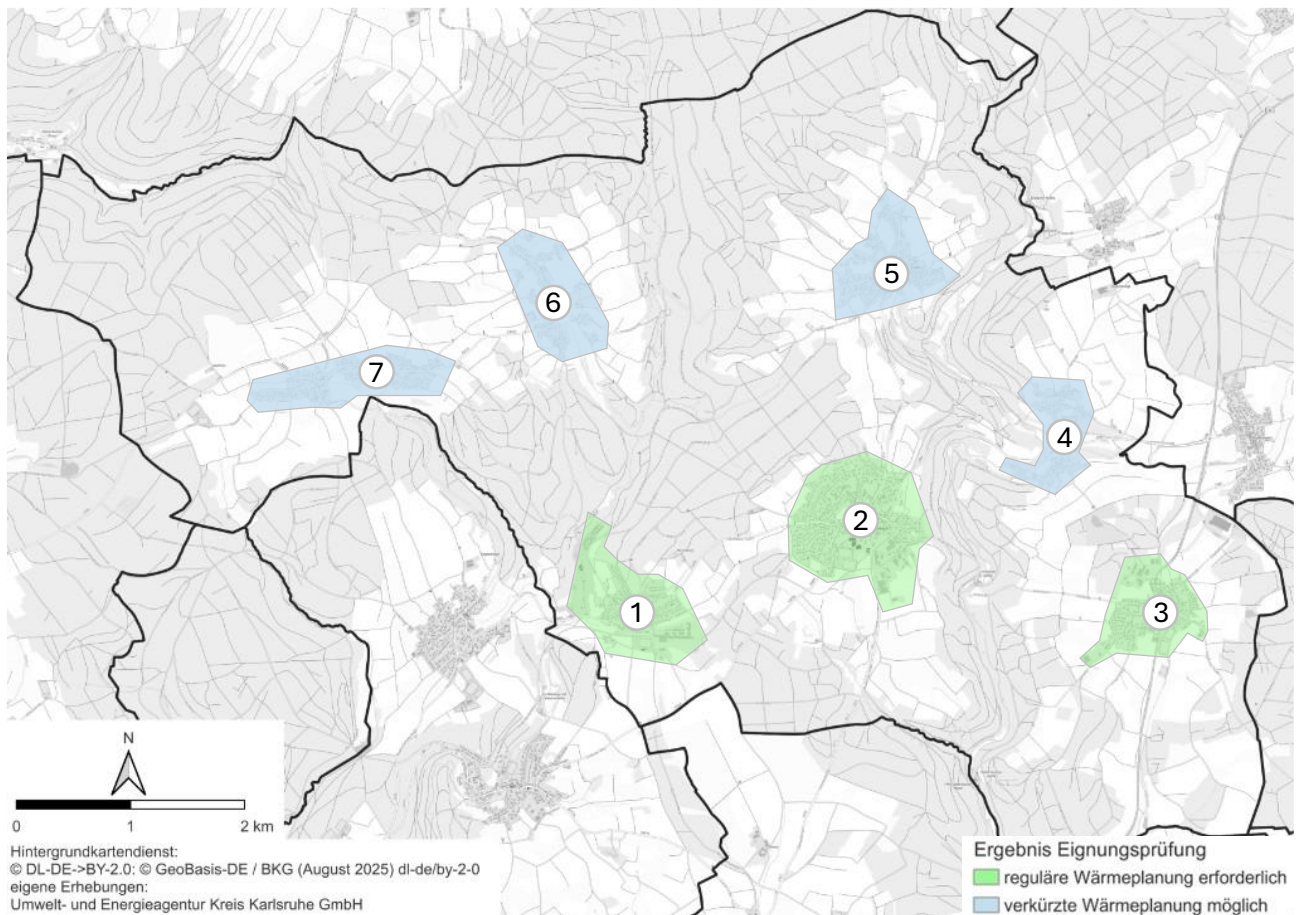 5
6
7
4
2
1
3
N
0 1 2 km
Hintergrundkartendienst:
© DL-DE->BY-2.0: © GeoBasis-DE / BKG (August 2025) dl-de/by-2-0
eigene Erhebungen:
Umwelt- und Energieagentur Kreis Karlsruhe GmbH
Ergebnis Eignungsprüfung
reguläre Wärmeplanung erforderlich
verkürzte Wärmeplanung möglich